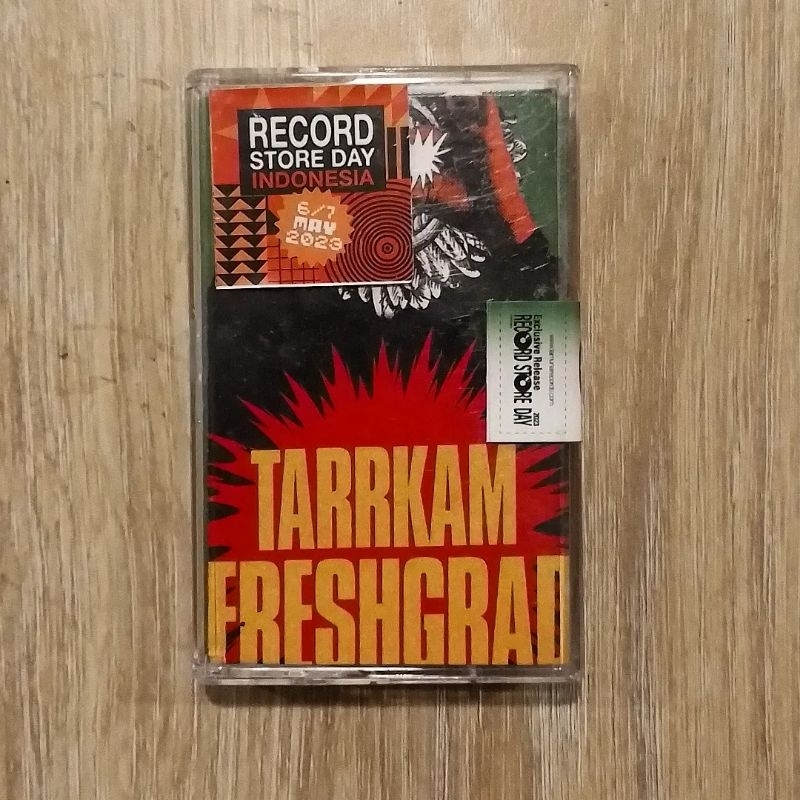 RECORD
STORE DAY
INDONESIA
6/7
MAY
2023
Exclusive Release
RECORD STORE DAY
2023
TARRKAM
FRESHGRAD